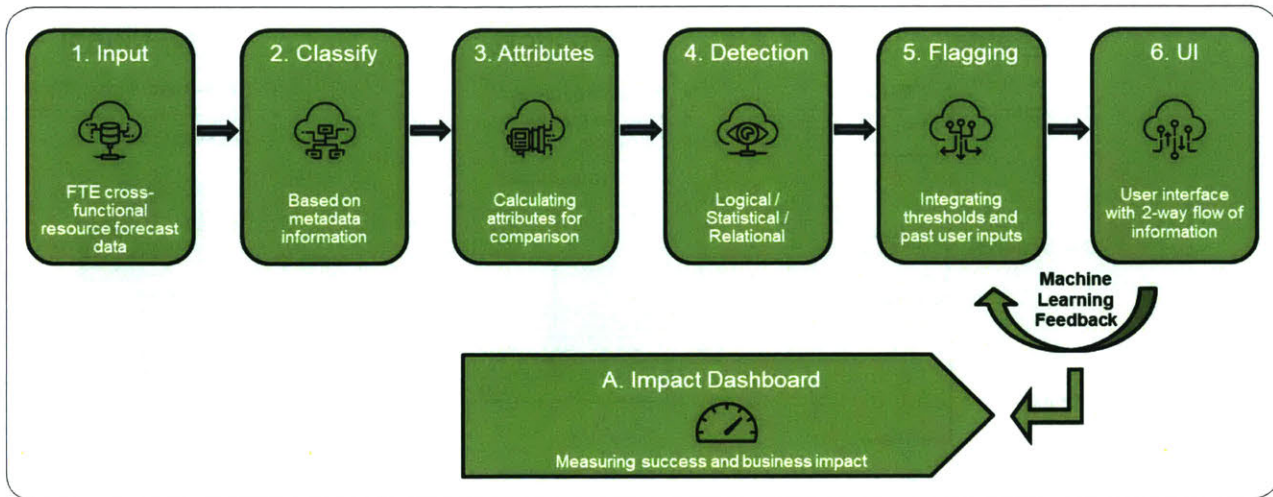 1. Input
FTE cross-
functional
resource forecast
data
2. Classify
Based on
metadata
information
3. Attributes
Calculating
attributes for
comparison
4. Detection
Logical /
Statistical /
Relational
5. Flagging
Integrating
thresholds and
past user inputs
6. UI
User interface
with 2-way flow of
information
Machine
Learning
Feedback
A. Impact Dashboard
Measuring success and business impact